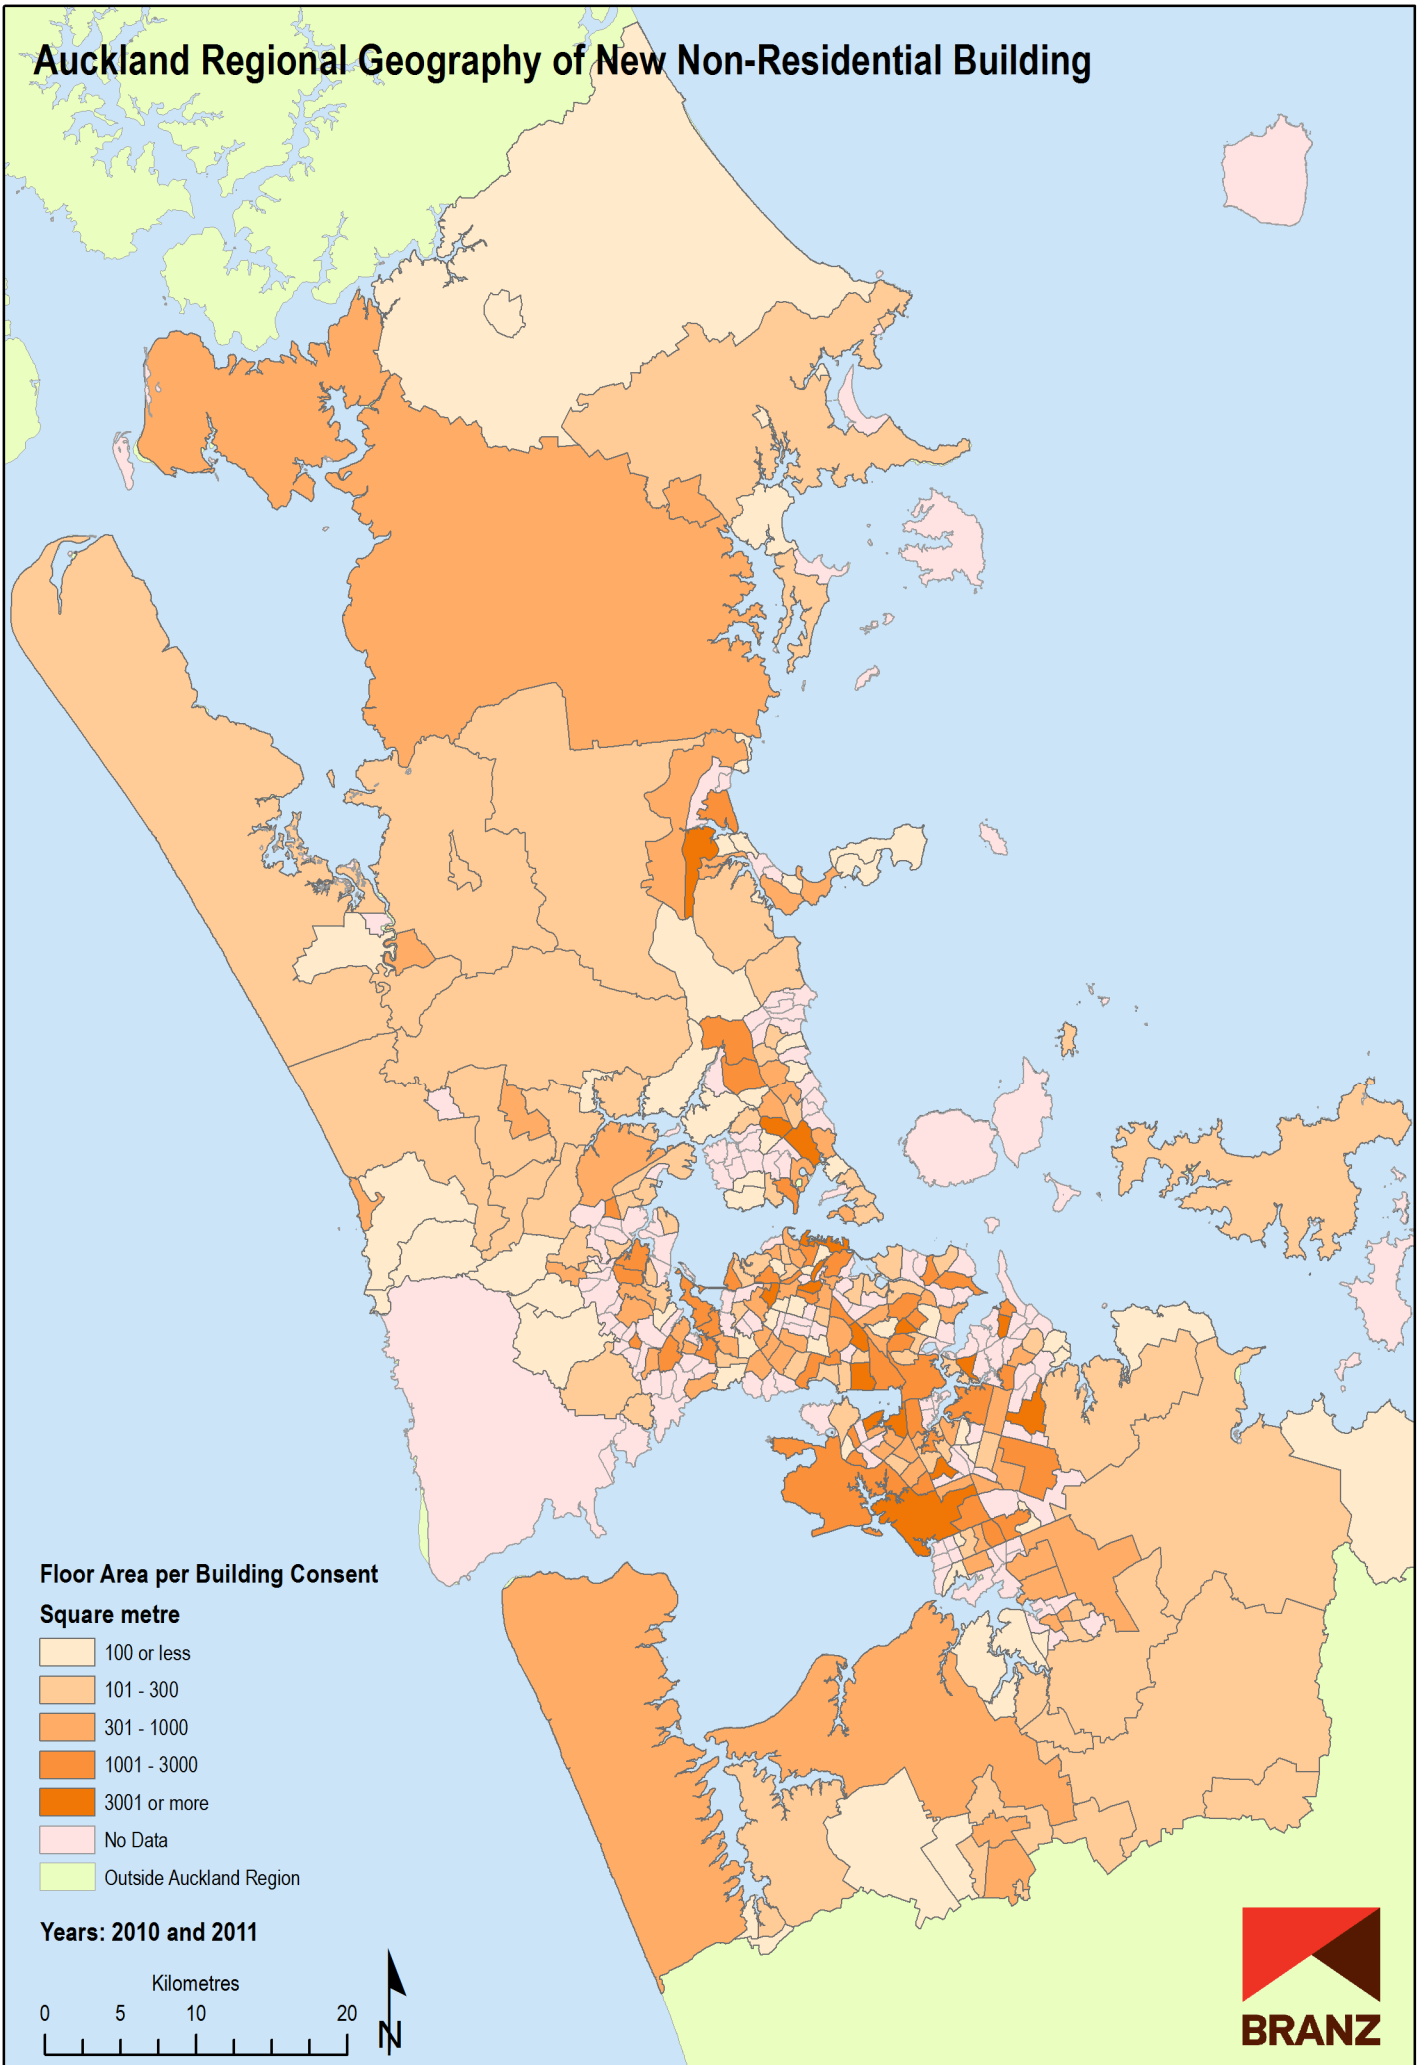 Auckland Regional Geography of New Non-Residential Building
Floor Area per Building Consent
Square metre
100 or less
101 - 300
301 - 1000
1001 - 3000
3001 or more
No Data
Outside Auckland Region
Years: 2010 and 2011
Kilometres
0 5 10 20
N
BRANZ